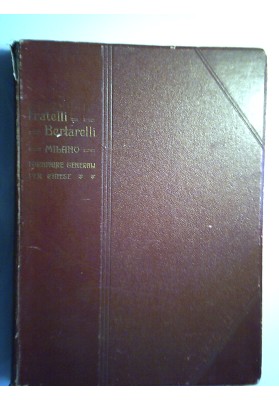 Fratelli
Bertarelli
MILANO
FORNITURE GENERALI
PER CHIESE